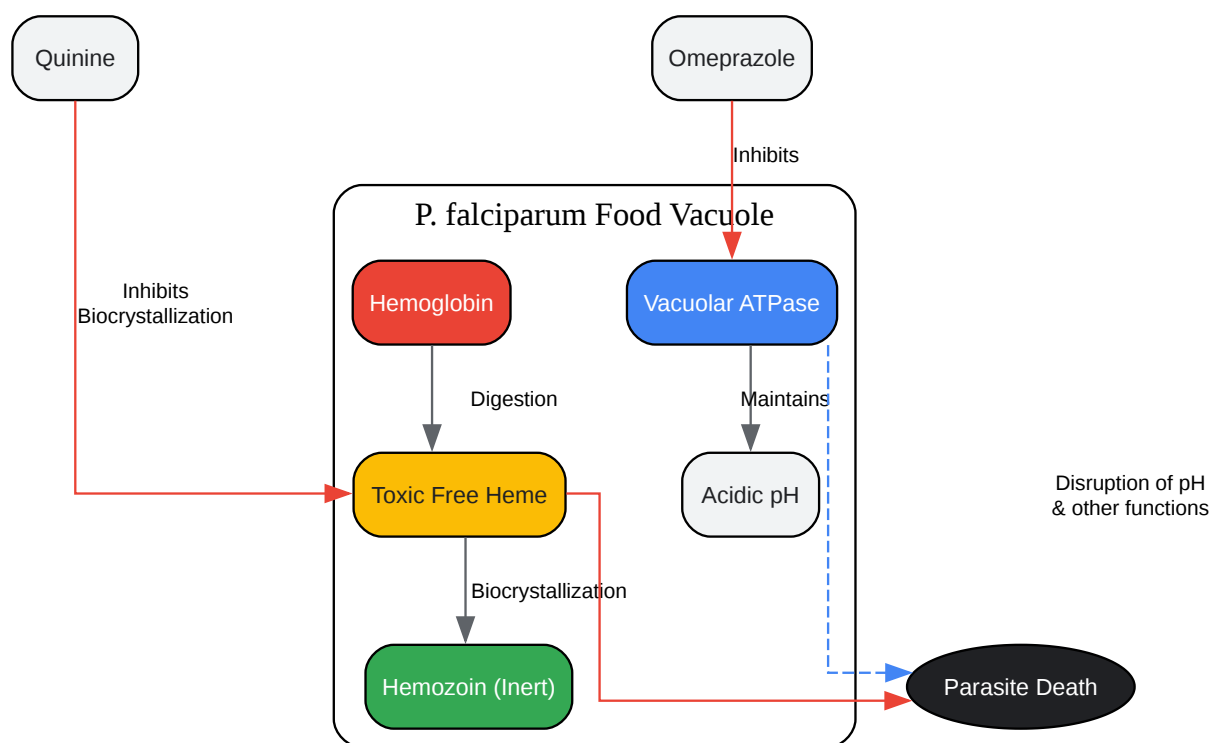 Quinine
Omeprazole
Inhibits
P. falciparum Food Vacuole
Hemoglobin
Vacuolar ATPase
Inhibits
Biocrystallization
Digestion
Maintains
Toxic Free Heme
Acidic pH
Disruption of pH
& other functions
Biocrystallization
Hemozoin (Inert)
Parasite Death